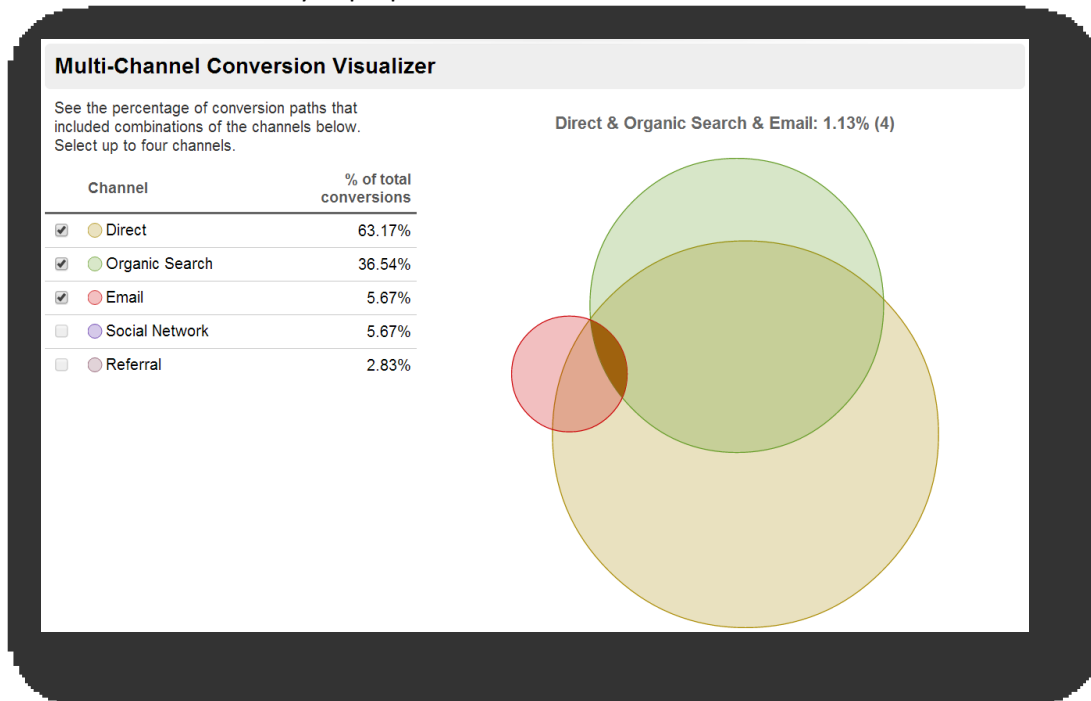 Multi-Channel Conversion Visualizer
See the percentage of conversion paths that
included combinations of the channels below.
Select up to four channels.
Direct & Organic Search & Email: 1.13% (4)
Channel % of total conversions
Direct 63.17%
Organic Search 36.54%
Email 5.67%
Social Network 5.67%
Referral 2.83%